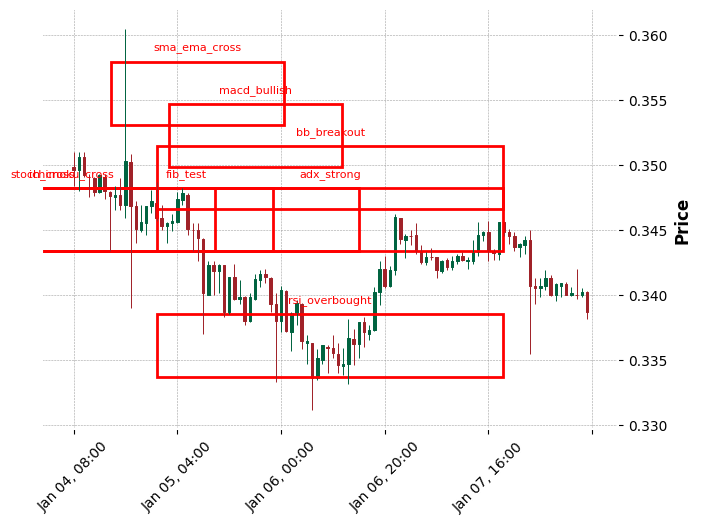 sma_ema_cross
macd_bullish
bb_breakout
stoch_cross
ichimoku_cross
fib_test
adx_strong
rsi_overbought
0.360
0.355
0.350
0.345
0.340
0.335
0.330
Price
Jan 04, 08:00
Jan 05, 04:00
Jan 06, 00:00
Jan 06, 20:00
Jan 07, 16:00